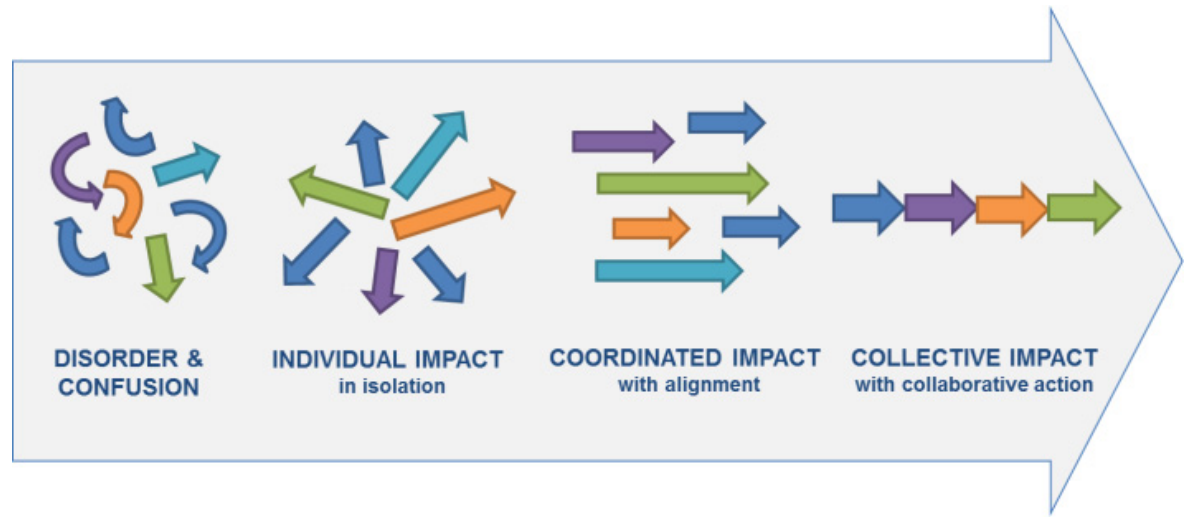 DISORDER &
CONFUSION
INDIVIDUAL IMPACT
in isolation
COORDINATED IMPACT
with alignment
COLLECTIVE IMPACT
with collaborative action